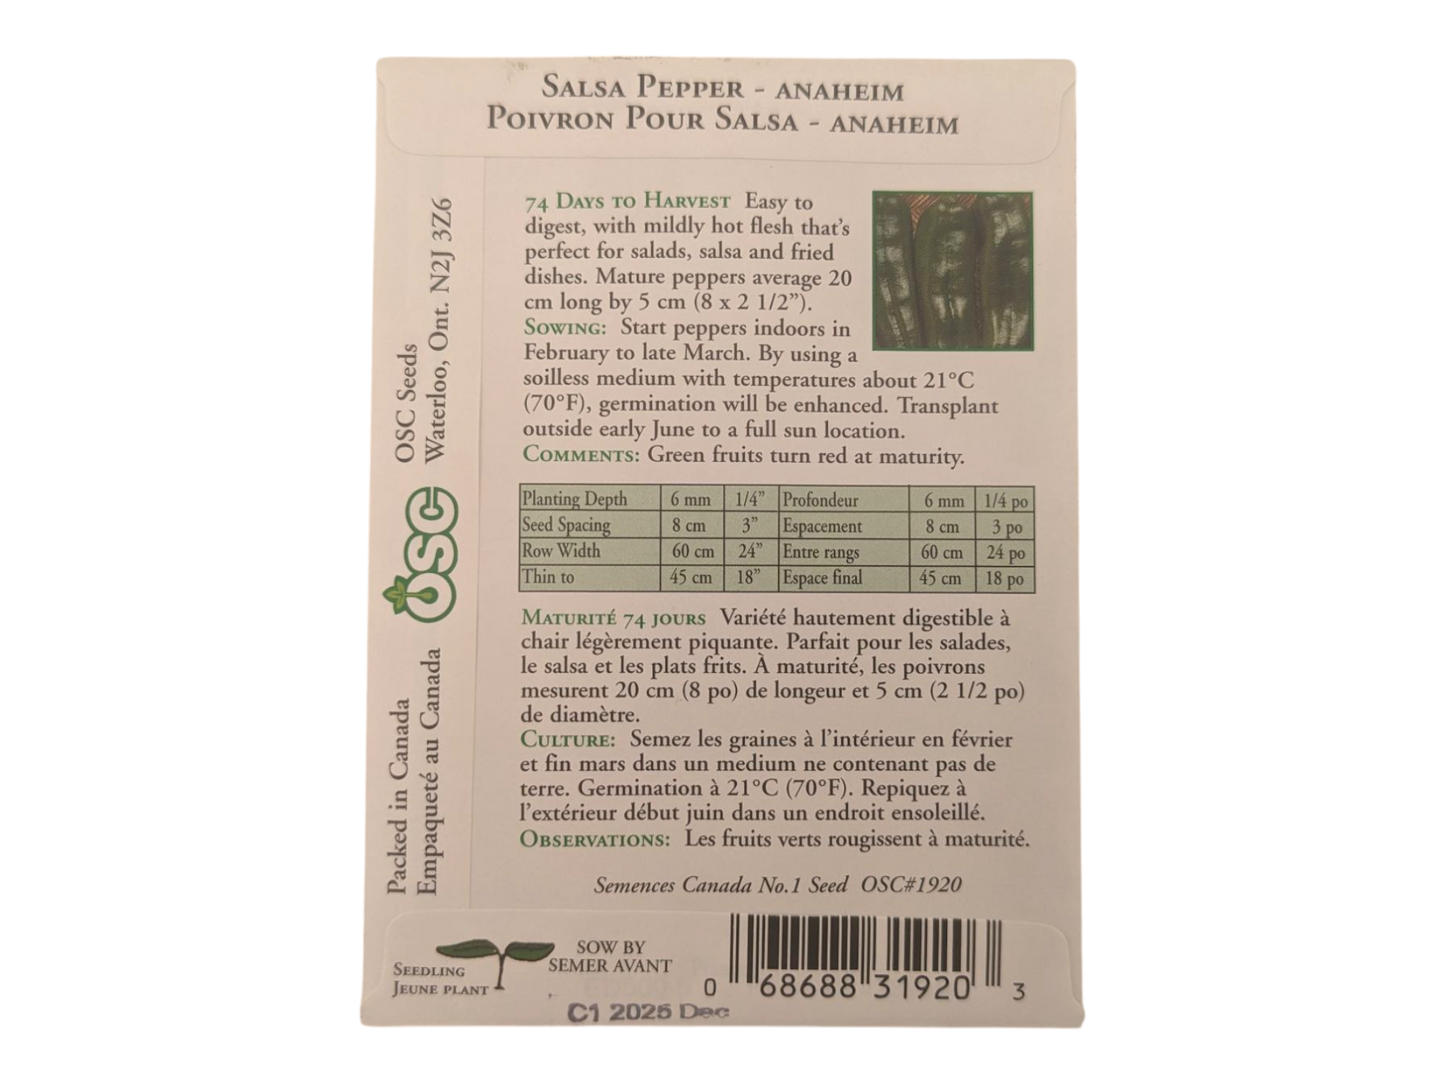 SALSA PEPPER - ANAHEIM
POIVRON POUR SALSA - ANAHEIM
74 DAYS TO HARVEST Easy to
digest, with mildly hot flesh that's
perfect for salads, salsa and fried
dishes. Mature peppers average 20
cm long by 5 cm (8 x 2 1/2”).
SOWING: Start peppers indoors in
February to late March. By using a
soilless medium with temperatures about 21°C
(70°F), germination will be enhanced. Transplant
outside early June to a full sun location.
COMMENTS: Green fruits turn red at maturity.
Planting Depth 6 mm 1/4” Profondeur 6 mm 1/4 po
Seed Spacing 8 cm 3” Espacement 8 cm 3 po
Row Width 60 cm 24” Entre rangs 60 cm 24 po
Thin to 45 cm 18” Espace final 45 cm 18 po
MATURITÉ 74 JOURS Variété hautement digestible à
chair légèrement piquante. Parfait pour les salades,
le salsa et les plats frits. À maturité, les poivrons
mesurent 20 cm (8 po) de longeur et 5 cm (2 1/2 po)
de diamètre.
CULTURE: Semez les graines à l'intérieur en février
et fin mars dans un medium ne contenant pas de
terre. Germination à 21°C (70°F). Repiquez à
l'extérieur début juin dans un endroit ensoleillé.
OBSERVATIONS: Les fruits verts rougissent à maturité.
Semences Canada No.1 Seed OSC#1920
OSC Seeds
Waterloo, Ont. N2J 3Z6
OSC
Packed in Canada
Empaqueté au Canada
SEEDLING
JEUNE PLANT
SOW BY
SEMER AVANT
C1 2025 Dec
0 68688 31920 3